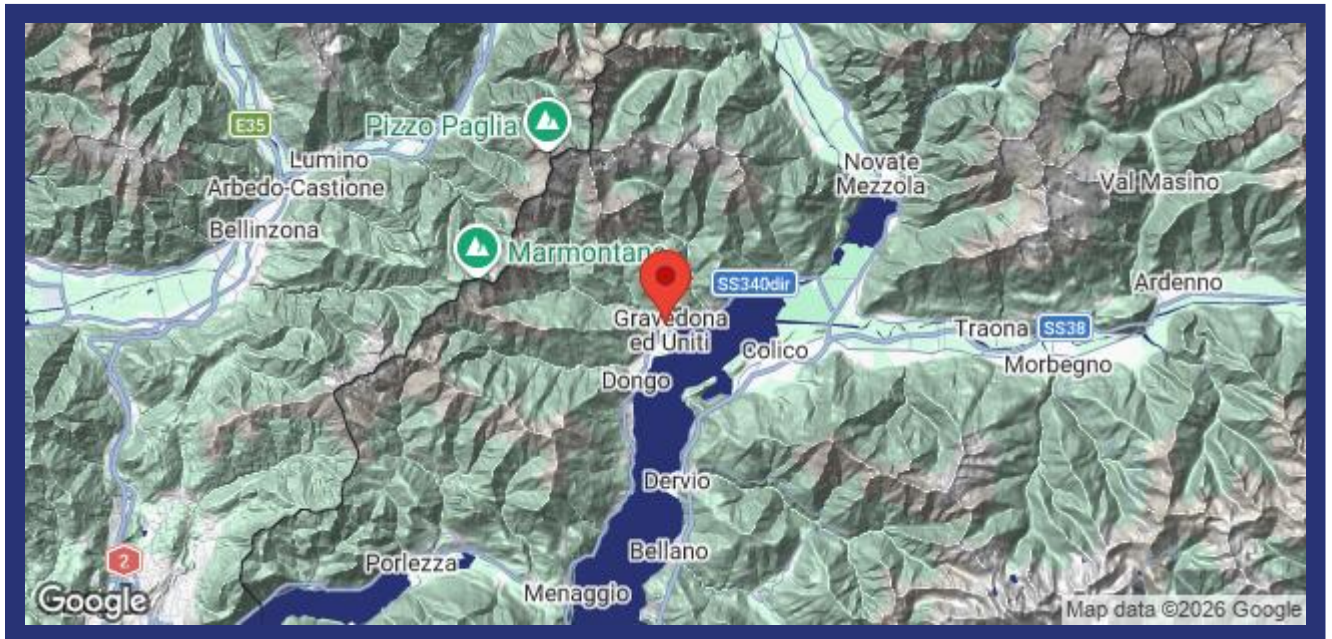 E35
Pizzo Paglia
Lumino
Arbedo-Castione
Bellinzona
Novate
Mezzola
Val Masino
Marmontana
SS340dir
Ardenno
Gravedona
ed Uniti
Traona
SS38
Colico
Morbegno
Dongo
Dervio
Bellano
Porlezza
Menaggio
2
Google
Map data ©2026 Google